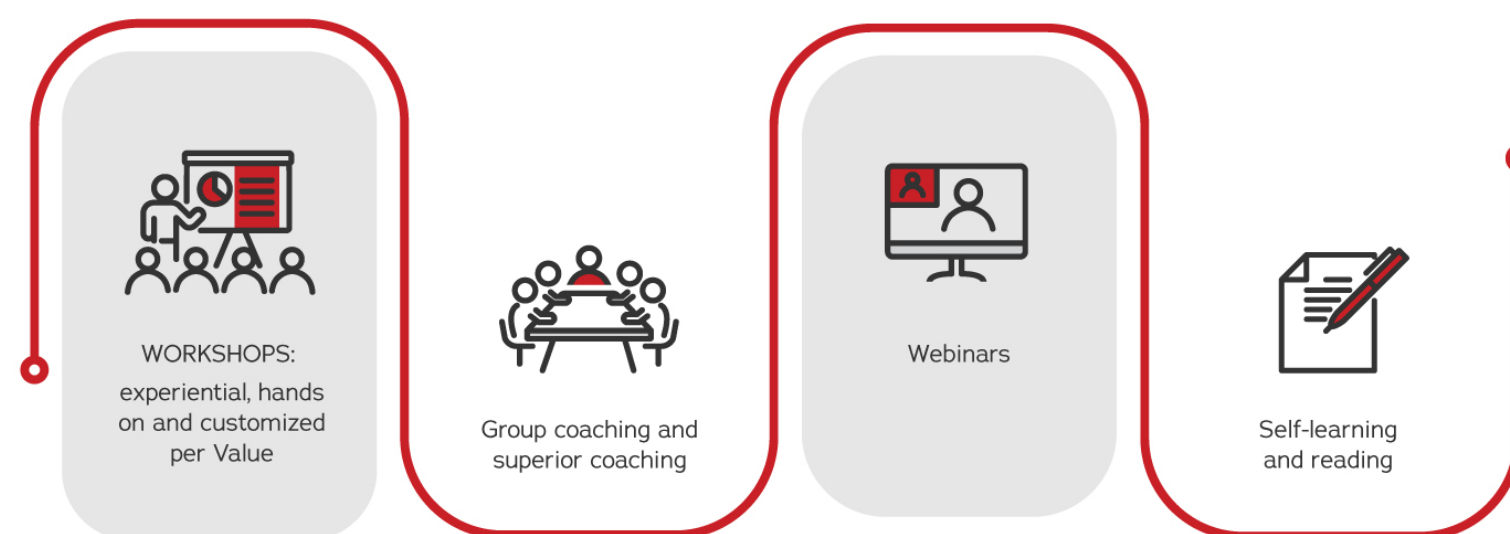 WORKSHOPS:
experiential, hands
on and customized
per Value
Group coaching and
superior coaching
Webinars
Self-learning
and reading